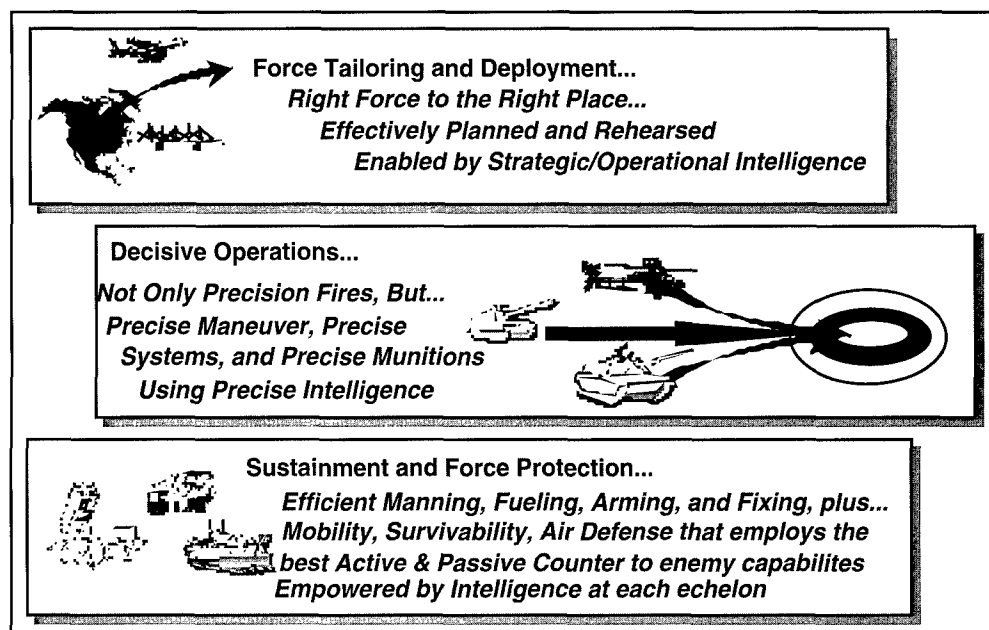 Force Tailoring and Deployment...
Right Force to the Right Place...
Effectively Planned and Rehearsed
Enabled by Strategic/Operational Intelligence
Decisive Operations...
Not Only Precision Fires, But...
Precise Maneuver, Precise
Systems, and Precise Munitions
Using Precise Intelligence
Sustainment and Force Protection...
Efficient Manning, Fueling, Arming, and Fixing, plus...
Mobility, Survivability, Air Defense that employs the
best Active & Passive Counter to enemy capabilites
Empowered by Intelligence at each echelon